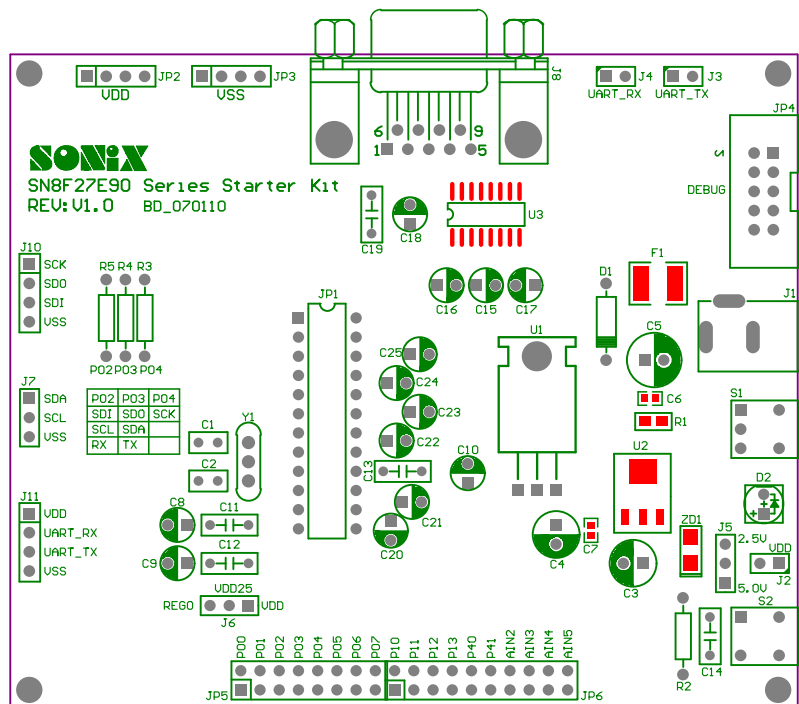 J8
JP2
VDD
JP3
VSS
J4
UART_RX
J3
UART_TX
JP4
6
9
1
5
SONiX
SN8F27E90 Series Starter Kit
REV:V1.0 BD_070110
2
DEBUG
U3
C19
C18
J10
SCK
SDO
SDI
VSS
R5 R4 R3
PO2 PO3 PO4
JP1
C16 C15 C17
D1
F1
J1
U1
C5
C25
C24
C23
C22
C6
R1
S1
J7
SDA
SCL
VSS
PO2 PO3 PO4
SDI SDO SCK
SCL SDA
RX TX
C1
Y1
C2
C13
C10
U2
D2
+
+
J11
VDD
UART_RX
UART_TX
VSS
C8
C11
C9
C12
C21
C20
C4
C7
C3
ZD1
J5
2.5V
5.0V
VDD
J2
VDD25
REGO
VDD
J6
S2
R2
C14
POO PO1 PO2 PO3 PO4 PO5 PO6 PO7 P10 P11 P12 P13 P40 P41 AIN2 AIN3 AIN4 AIN5
JP5
JP6